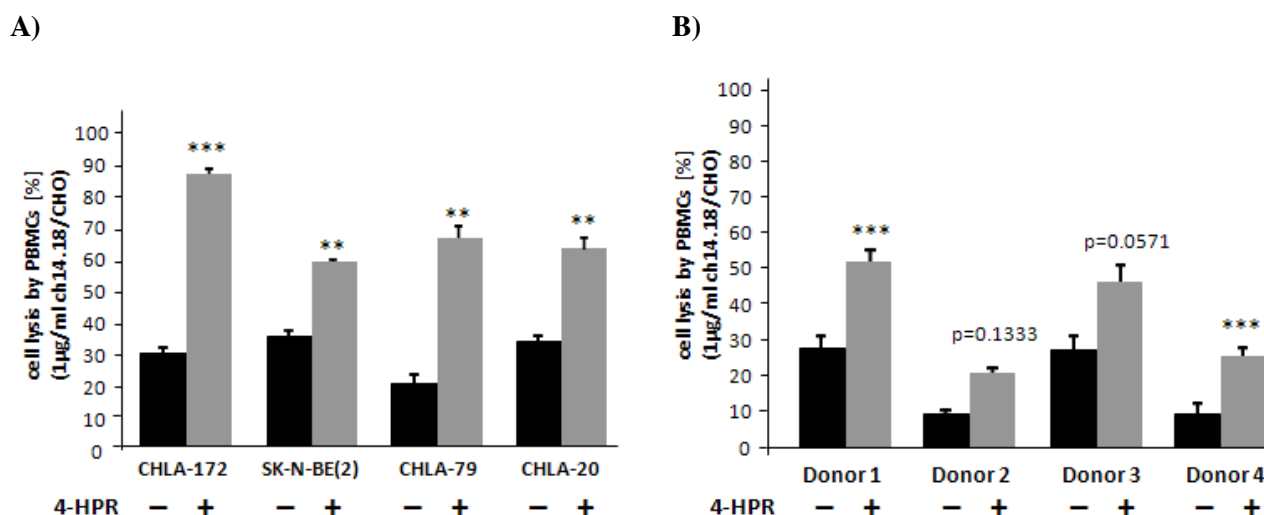 A)
cell lysis by PBMCs [%]
(1µg/ml ch14.18/CHO)
100
90
80
70
60
50
40
30
20
10
0
***
**
**
**
CHLA-172 SK-N-BE(2) CHLA-79 CHLA-20
4-HPR − + − + − + − +
B)
cell lysis by PBMCs [%]
(1µg/ml ch14.18/CHO)
100
90
80
70
60
50
40
30
20
10
0
***
p=0.1333
p=0.0571
***
Donor 1 Donor 2 Donor 3 Donor 4
4-HPR − + − + − + − +